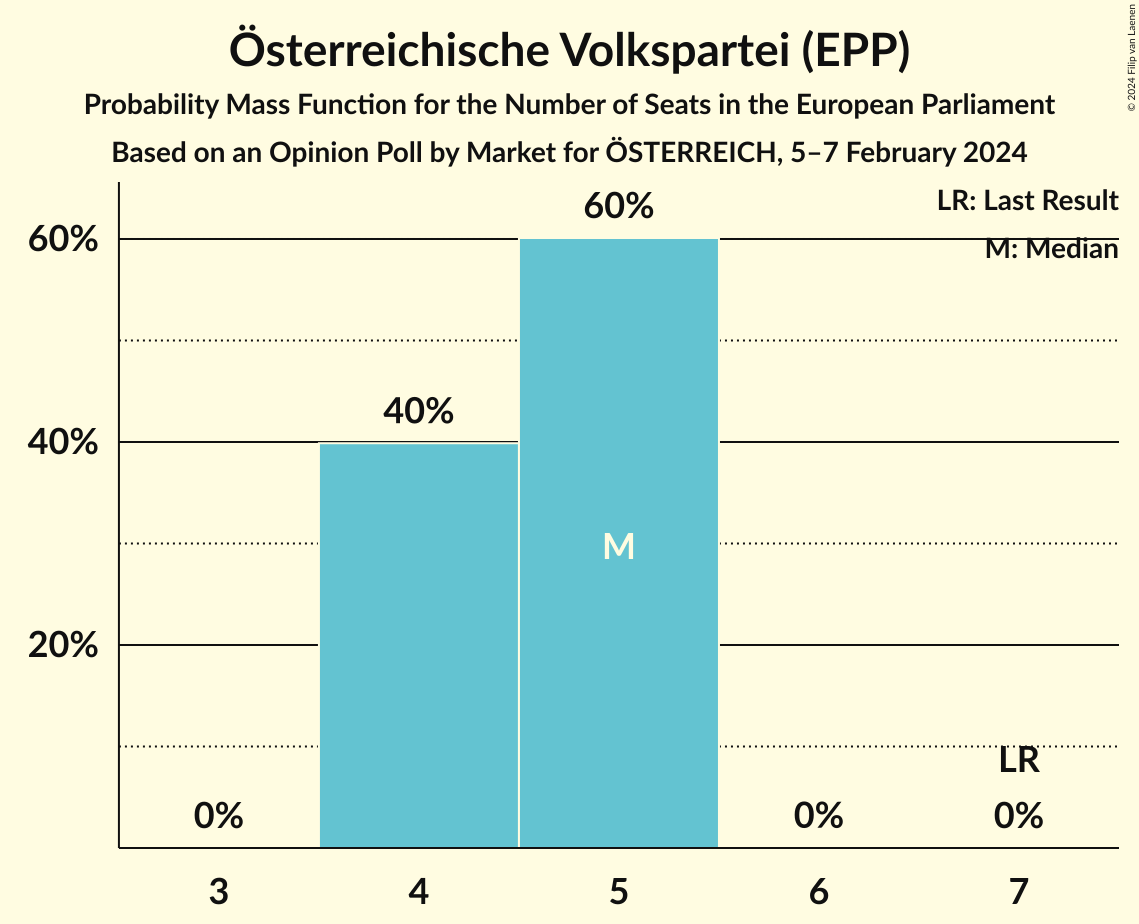 Österreichische Volkspartei (EPP)
Probability Mass Function for the Number of Seats in the European Parliament
Based on an Opinion Poll by Market for ÖSTERREICH, 5–7 February 2024
© 2024 Filip van Laenen
LR: Last Result
M: Median
60%
40%
20%
0%
40%
60%
M
0%
LR
0%
3
4
5
6
7